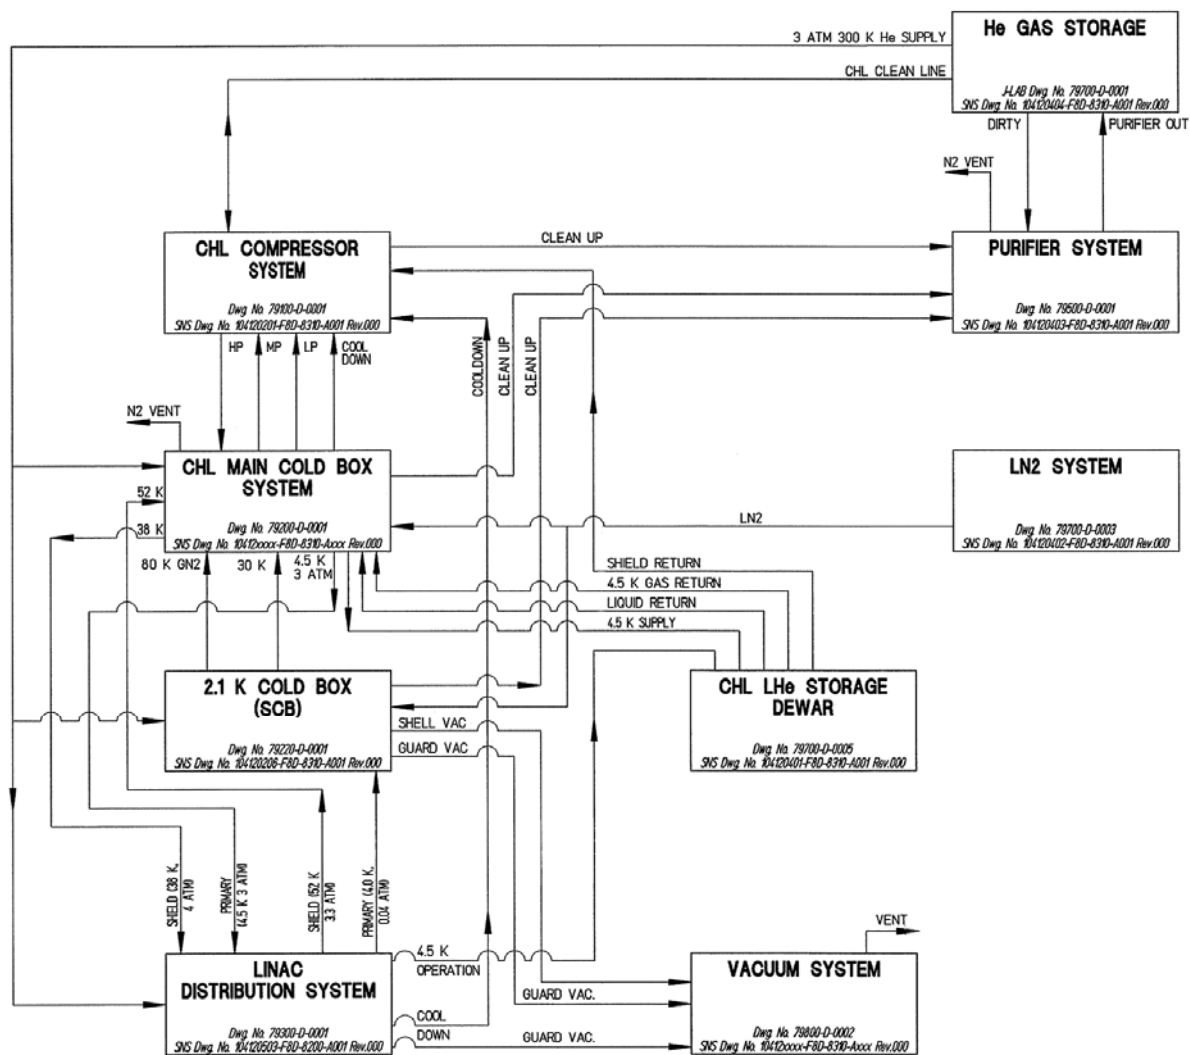 He GAS STORAGE
3 ATM 300 K He SUPPLY
CHL CLEAN LINE
J-LAB Dwg No. 79700-D-0001
SNS Dwg No. 104120404-F8D-8310-A001 Rev.000
DIRTY
PURIFIER OUT
N2 VENT
CHL COMPRESSOR
SYSTEM
Dwg No. 79100-D-0001
SNS Dwg No. 104120201-F8D-8310-A001 Rev.000
CLEAN UP
PURIFIER SYSTEM
Dwg No. 79500-D-0001
SNS Dwg No. 104120403-F8D-8310-A001 Rev.000
HP
MP
LP
COOL
DOWN
COOLDOWN
CLEAN UP
CLEAN UP
N2 VENT
CHL MAIN COLD BOX
SYSTEM
Dwg No. 79200-D-0001
SNS Dwg No. 10412xxxx-F8D-8310-Axxx Rev.000
52 K
38 K
80 K GN2
30 K
4.5 K
3 ATM
LN2
LN2 SYSTEM
Dwg No. 79700-D-0003
SNS Dwg No. 104120402-F8D-8310-A001 Rev.000
SHIELD RETURN
4.5 K GAS RETURN
LIQUID RETURN
4.5 K SUPPLY
2.1 K COLD BOX
(SCB)
Dwg No. 79220-D-0001
SNS Dwg No. 104120206-F8D-8310-A001 Rev.000
SHELL VAC
GUARD VAC
CHL LHe STORAGE
DEWAR
Dwg No. 79700-D-0005
SNS Dwg No. 104120401-F8D-8310-A001 Rev.000
SHIELD (38 K,
4 ATM)
PRIMARY
(4.5 K 3 ATM)
SHIELD (52 K
3.3 ATM)
PRIMARY (4.0 K,
0.04 ATM)
LINAC
DISTRIBUTION SYSTEM
Dwg No. 79300-D-0001
SNS Dwg No. 104120503-F8D-8200-A001 Rev.000
4.5 K
OPERATION
COOL
DOWN
GUARD VAC.
GUARD VAC.
VENT
VACUUM SYSTEM
Dwg No. 79800-D-0002
SNS Dwg No. 10412xxxx-F8D-8310-Axxx Rev.000